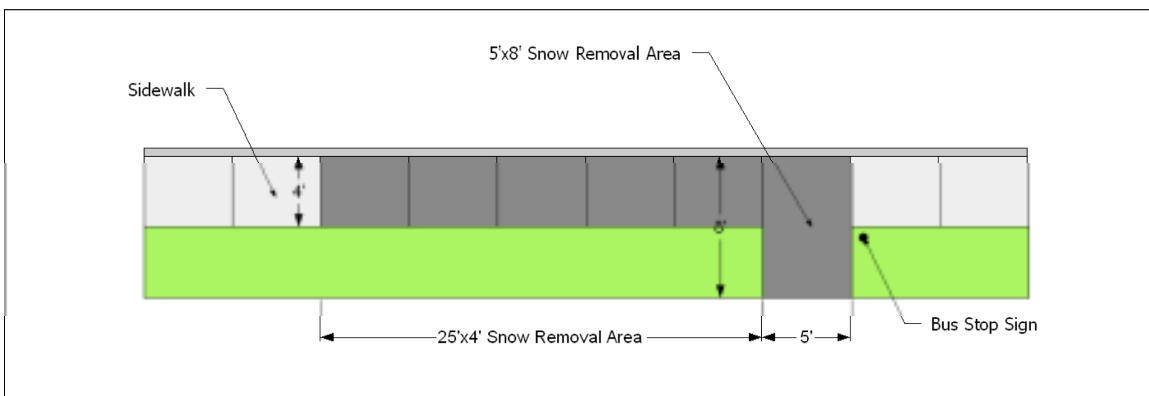 5'x8' Snow Removal Area
Sidewalk
4'
8'
Bus Stop Sign
25'x4' Snow Removal Area
5'